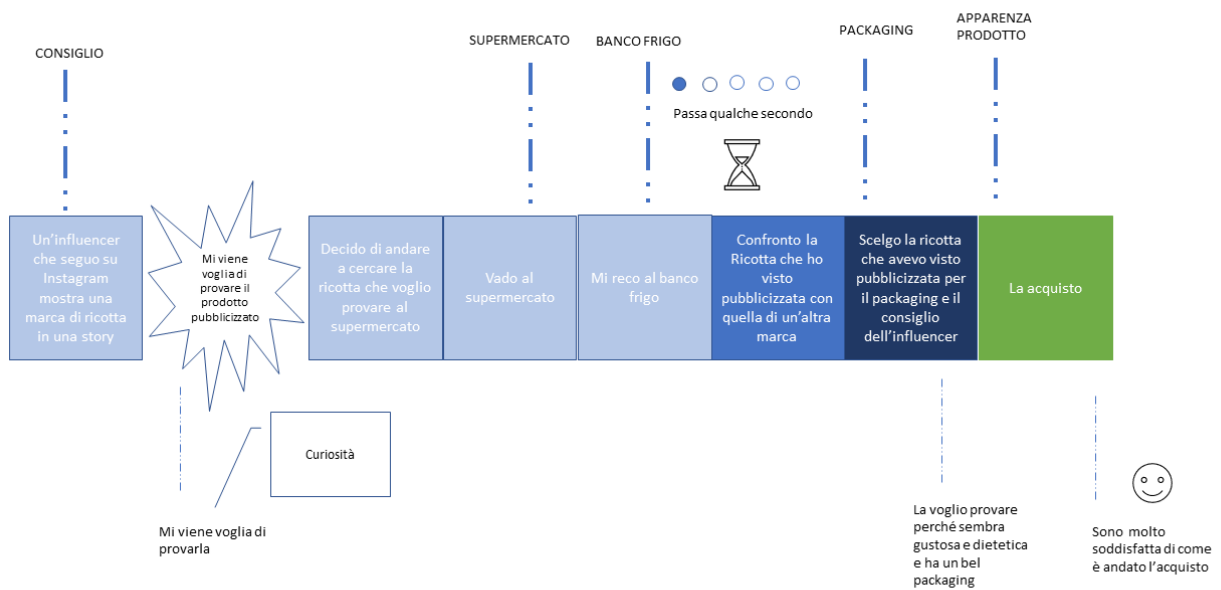 CONSIGLIO
SUPERMERCATO
BANCO FRIGO
PACKAGING
APPARENZA
PRODOTTO
Passa qualche secondo
Un'influencer
che seguo su
Instagram
mostra una
marca di ricotta
in una story
Mi viene
voglia di
provare il
prodotto
pubblicizzato
Decido di andare
a cercare la
ricotta che voglio
provare al
supermercato
Vado al
supermercato
Mi reco al banco
frigo
Confronto la
Ricotta che ho
visto
pubblicizzata con
quella di un'altra
marca
Scelgo la ricotta
che avevo visto
pubblicizzata per
il packaging e il
consiglio
dell'influencer
La acquisto
Curiosità
Mi viene voglia di
provarla
La voglio provare
perché sembra
gustosa e dietetica
e ha un bel
packaging
Sono molto
soddisfatta di come
è andato l'acquisto